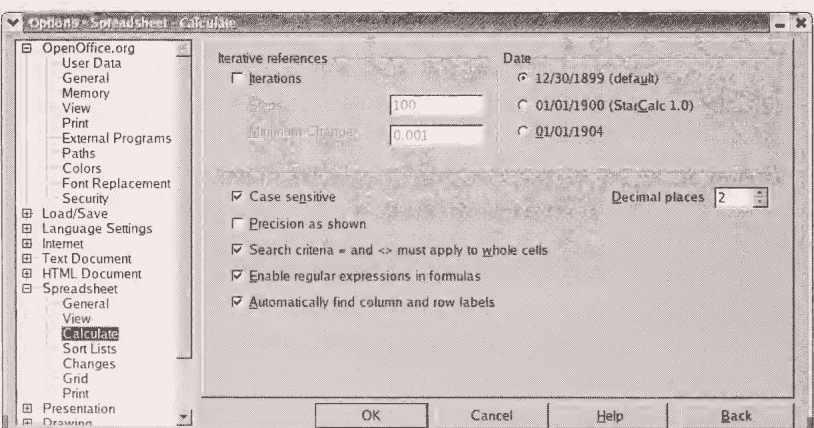 Options - Spreadsheet - Calculate
OpenOffice.org
User Data
General
Memory
View
Print
External Programs
Paths
Colors
Font Replacement
Security
Load/Save
Language Settings
Internet
Text Document
HTML Document
Spreadsheet
General
View
Calculate
Sort Lists
Changes
Grid
Print
Presentation
Drawing
Iterative references
Iterations
Steps 100
Minimum Change 0.001
Date
12/30/1899 (default)
01/01/1900 (StarCalc 1.0)
01/01/1904
Case sensitive
Decimal places 2
Precision as shown
Search criteria = and <> must apply to whole cells
Enable regular expressions in formulas
Automatically find column and row labels
OK Cancel Help Back